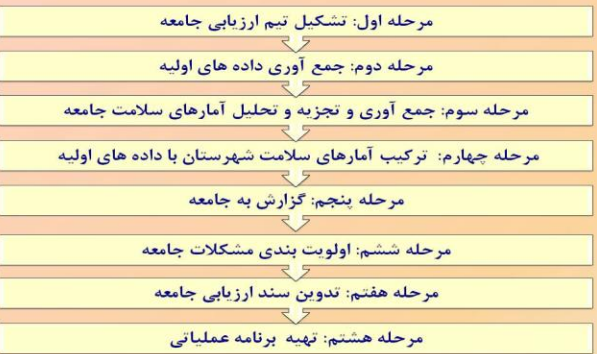 مرحله اول: تشکیل تیم ارزیابی جامعه
مرحله دوم: جمع آوری داده های اولیه
مرحله سوم: جمع آوری و تجزیه و تحلیل آمارهای سلامت جامعه
مرحله چهارم: ترکیب آمارهای سلامت شهرستان با داده های اولیه
مرحله پنجم: گزارش به جامعه
مرحله ششم: اولویت بندی مشکلات جامعه
مرحله هفتم: تدوین سند ارزیابی جامعه
مرحله هشتم: تهیه برنامه عملیاتی